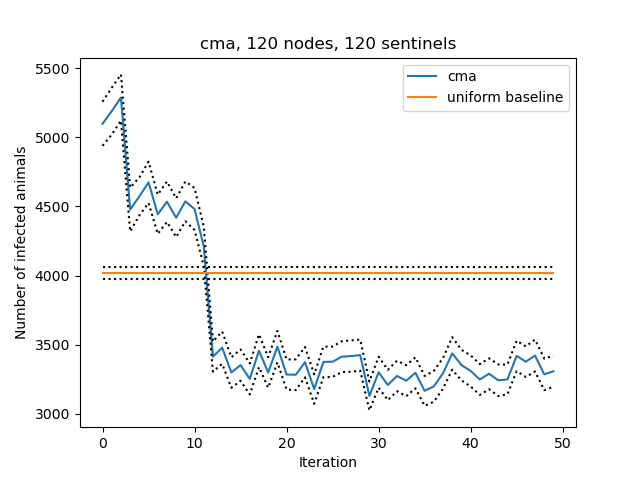 cma, 120 nodes, 120 sentinels
cma
uniform baseline
Number of infected animals
5500
5000
4500
4000
3500
3000
0
10
20
30
40
50
Iteration